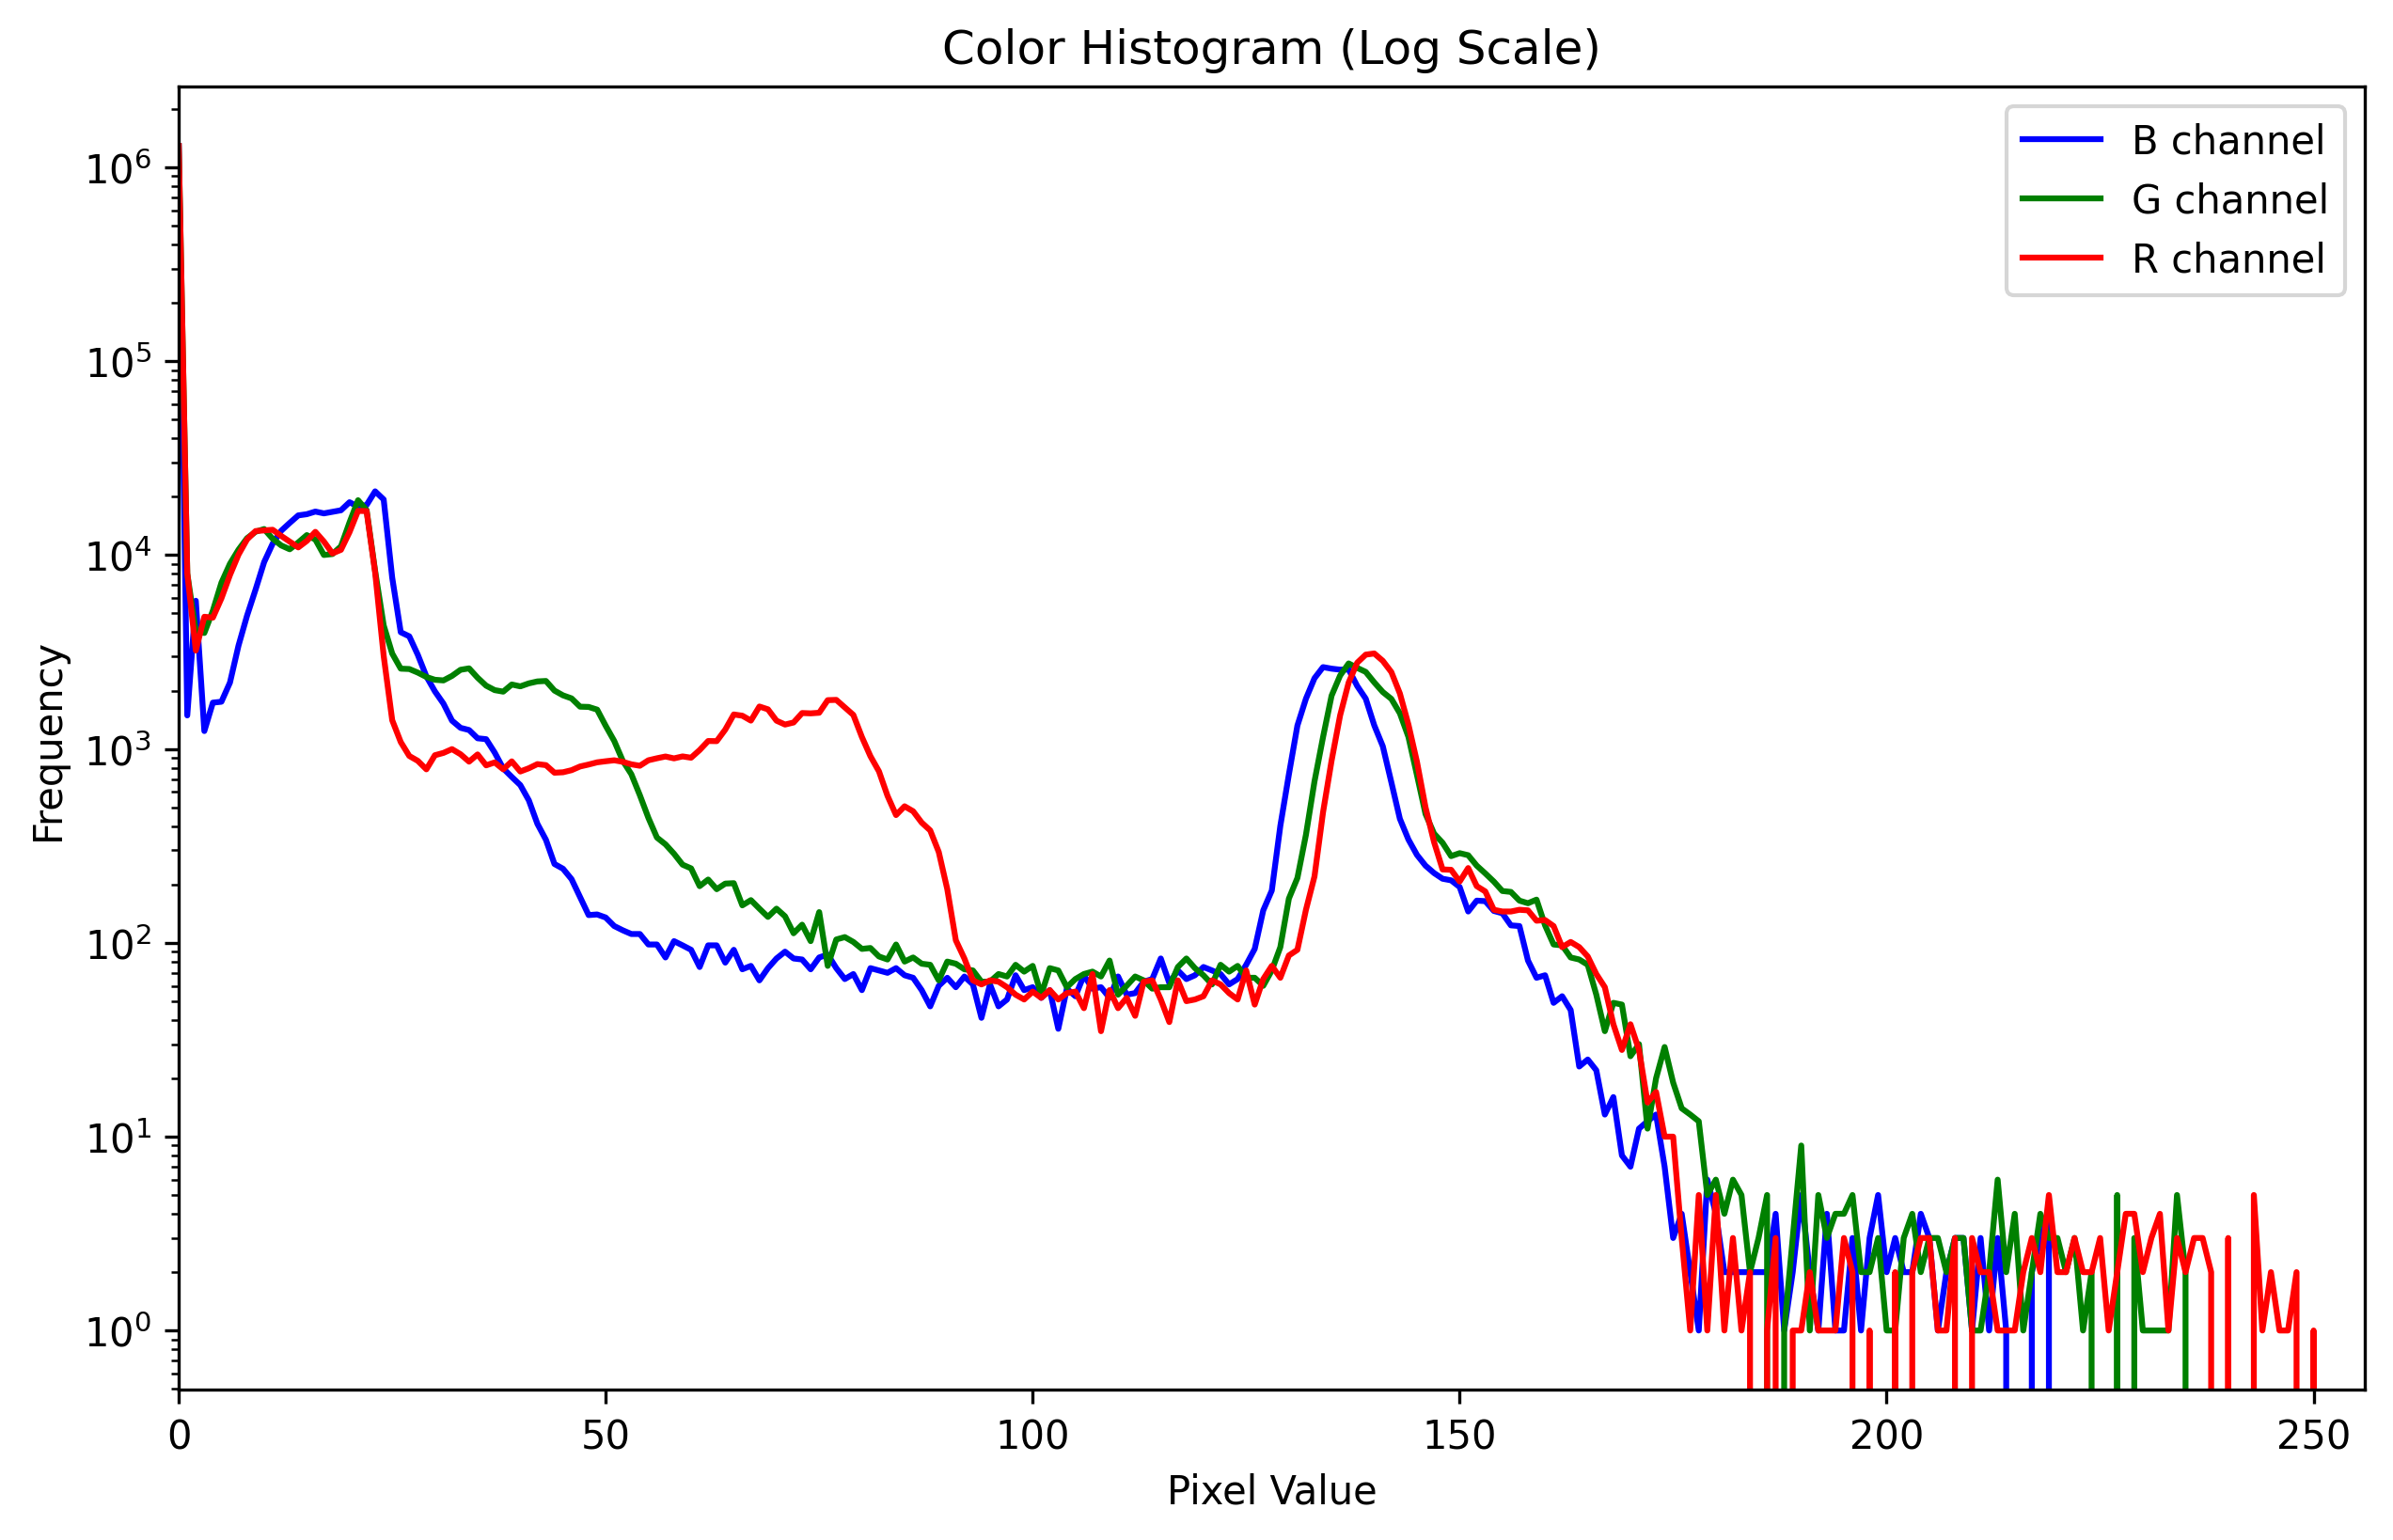 Color Histogram (Log Scale)
B channel
G channel
R channel
10⁶
10⁵
10⁴
10³
10²
10¹
10⁰
Frequency
0 50 100 150 200 250
Pixel Value